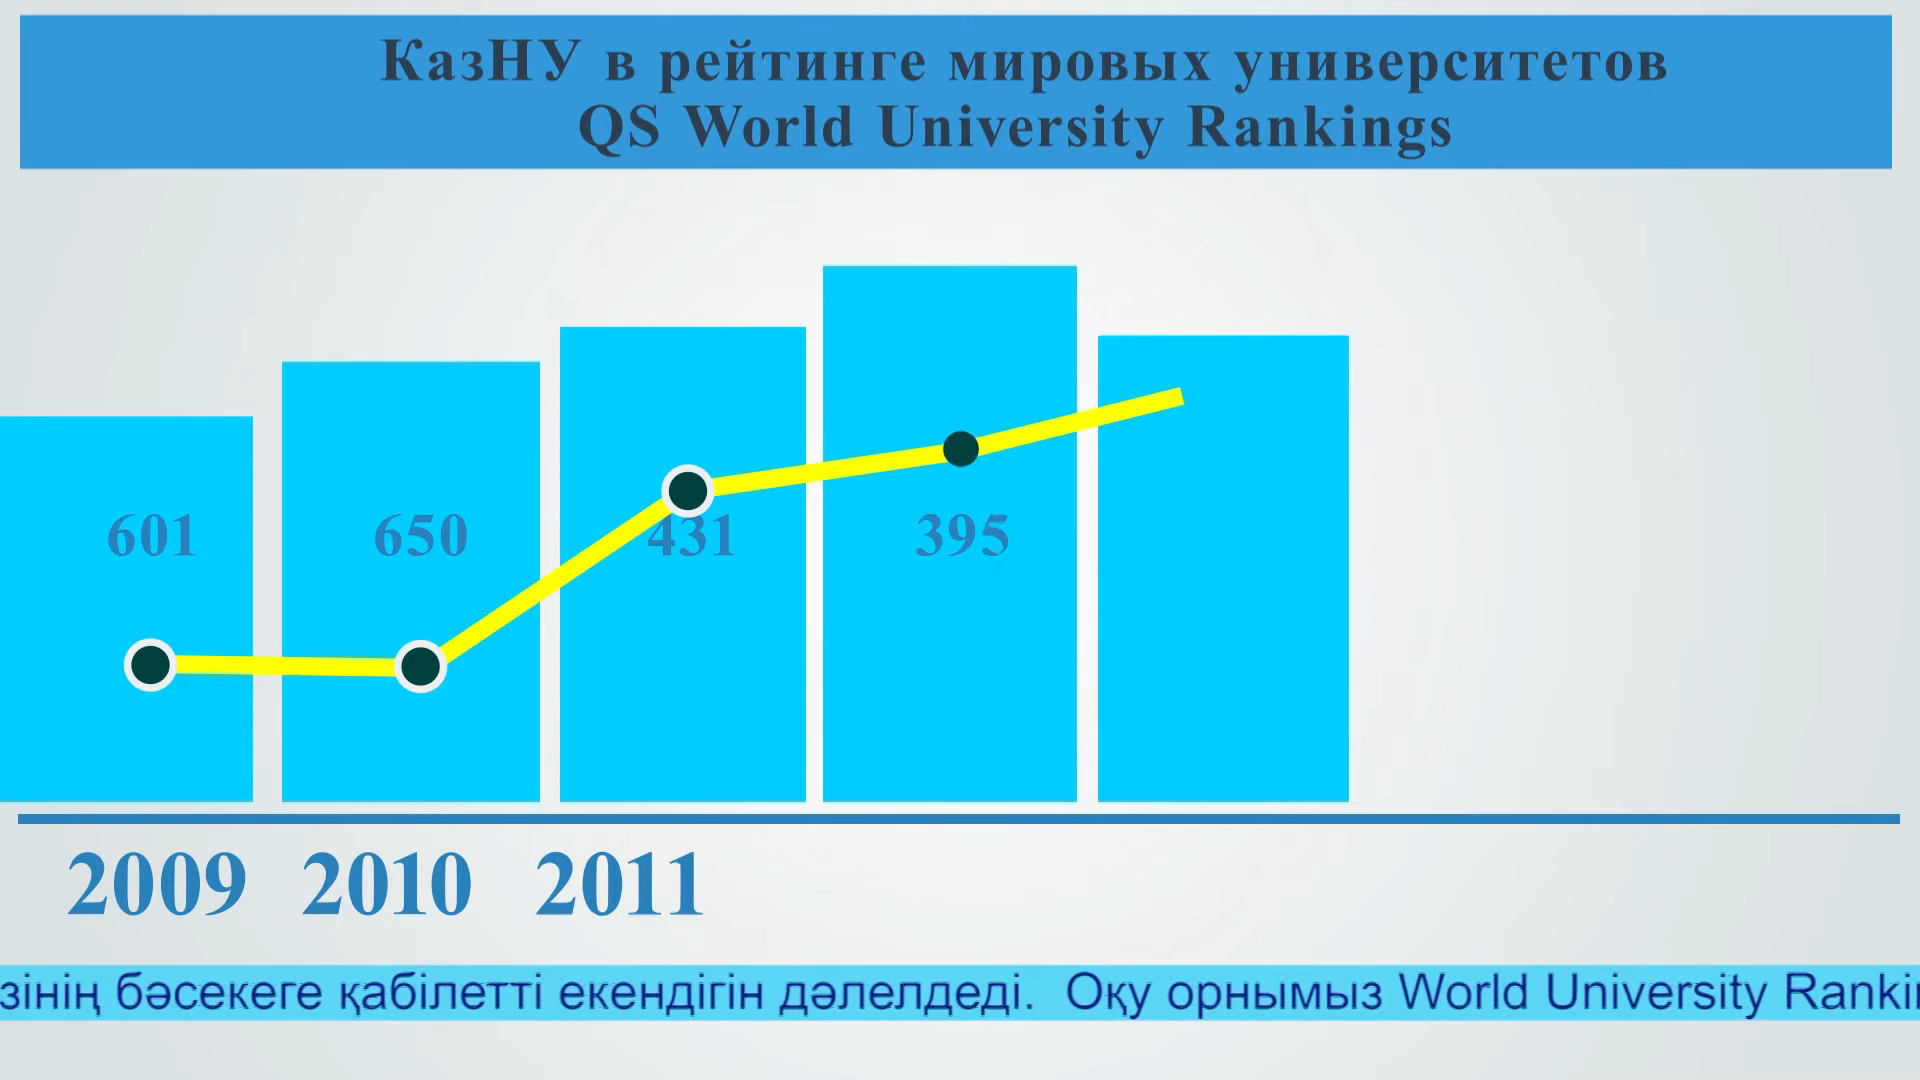 КазНУ в рейтинге мировых университетов
QS World University Rankings
601 650 431 395
2009 2010 2011
зінің бәсекеге қабілетті екендігін дәлелдеді. Оқу орнымыз World University